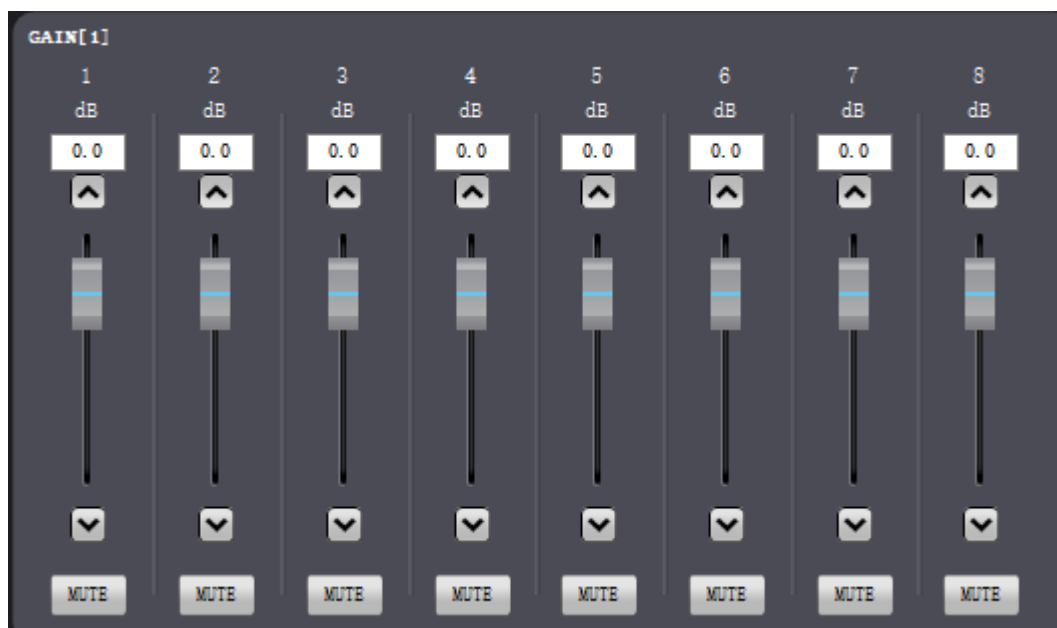 GAIN[1]
1 2 3 4 5 6 7 8
dB dB dB dB dB dB dB dB
0.0 0.0 0.0 0.0 0.0 0.0 0.0 0.0
MUTE MUTE MUTE MUTE MUTE MUTE MUTE MUTE